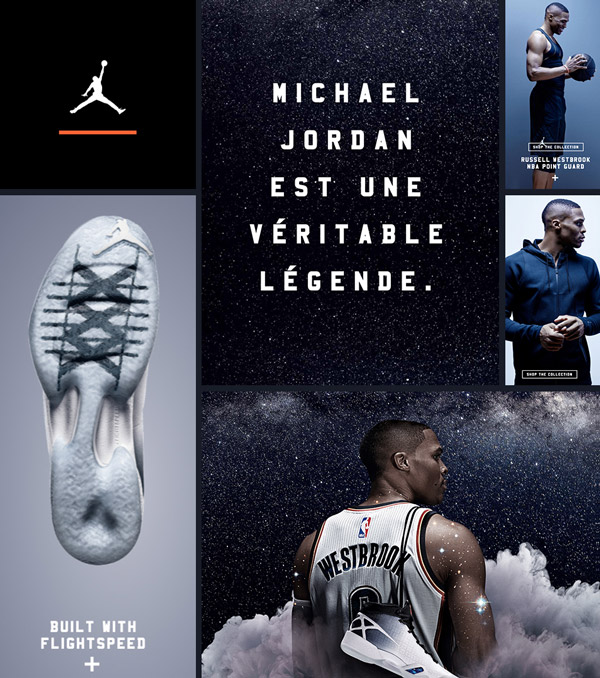 MICHAEL
JORDAN
EST UNE
VÉRITABLE
LÉGENDE.
SHOP THE COLLECTION
RUSSELL WESTBROOK
NBA POINT GUARD
+
SHOP THE COLLECTION
BUILT WITH
FLIGHTSPEED
+
WESTBROOK